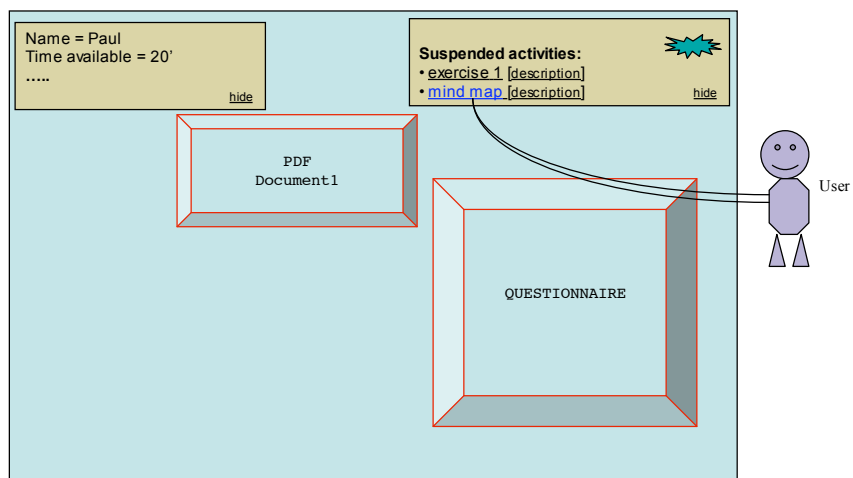 Name = Paul
Time available = 20’
…..
hide
Suspended activities:
• exercise 1 [description]
• mind map [description]
hide
PDF
Document1
User
QUESTIONNAIRE